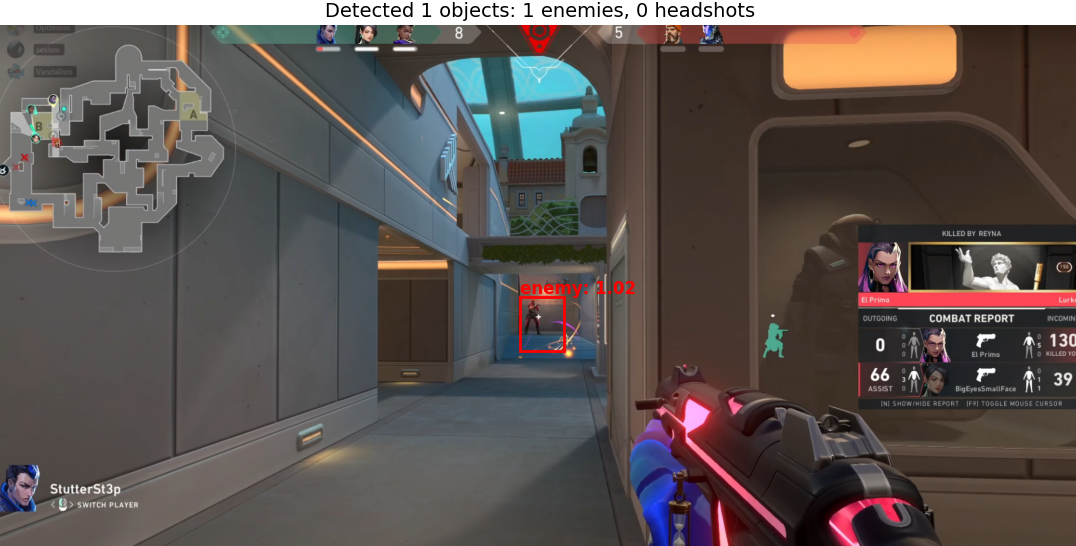 Detected 1 objects: 1 enemies, 0 headshots
8
5
Vandalism
B
A
enemy: 1.02
KILLED BY REYNA
El Primo
Lurk
OUTGOING
COMBAT REPORT
INCOMIN
0
El Primo
130
KILLED YO
66
ASSIST
BigEyesSmallFace
39
[N] SHOW/HIDE REPORT [F9] TOGGLE MOUSE CURSOR
StutterSt3p
SWITCH PLAYER